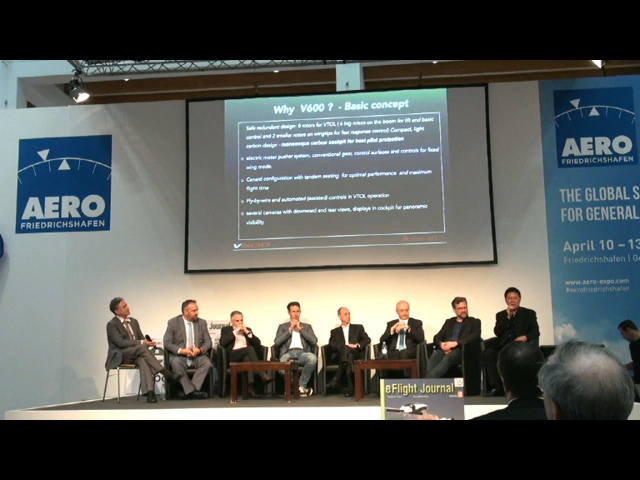 Why V600 ? - Basic concept
Safe redundant design: 8 rotors for VTOL ( 6 big rotors on the boom for lift and basic
control and 2 smaller rotors on wingtips for fast response control) Compact, light
carbon design - monocoque carbon cockpit for best pilot protection
electric motor pusher system, conventional gear, control surfaces and controls for fixed
wing mode.
Canard configuration with tandem seating for optimal performance and maximum
flight time
Fly-by-wire and automated (assisted) controls in VTOL operation
several cameras with downward and rear views, displays in cockpit for panoramic
visibility
AERO
FRIEDRICHSHAFEN
AERO
FRIEDRICHSHAFEN
THE GLOBAL S
FOR GENERAL
April 10 – 13
Friedrichshafen | Ge
www.aero-expo.com
#aerofriedrichshafen
Journal
eFlight Journal